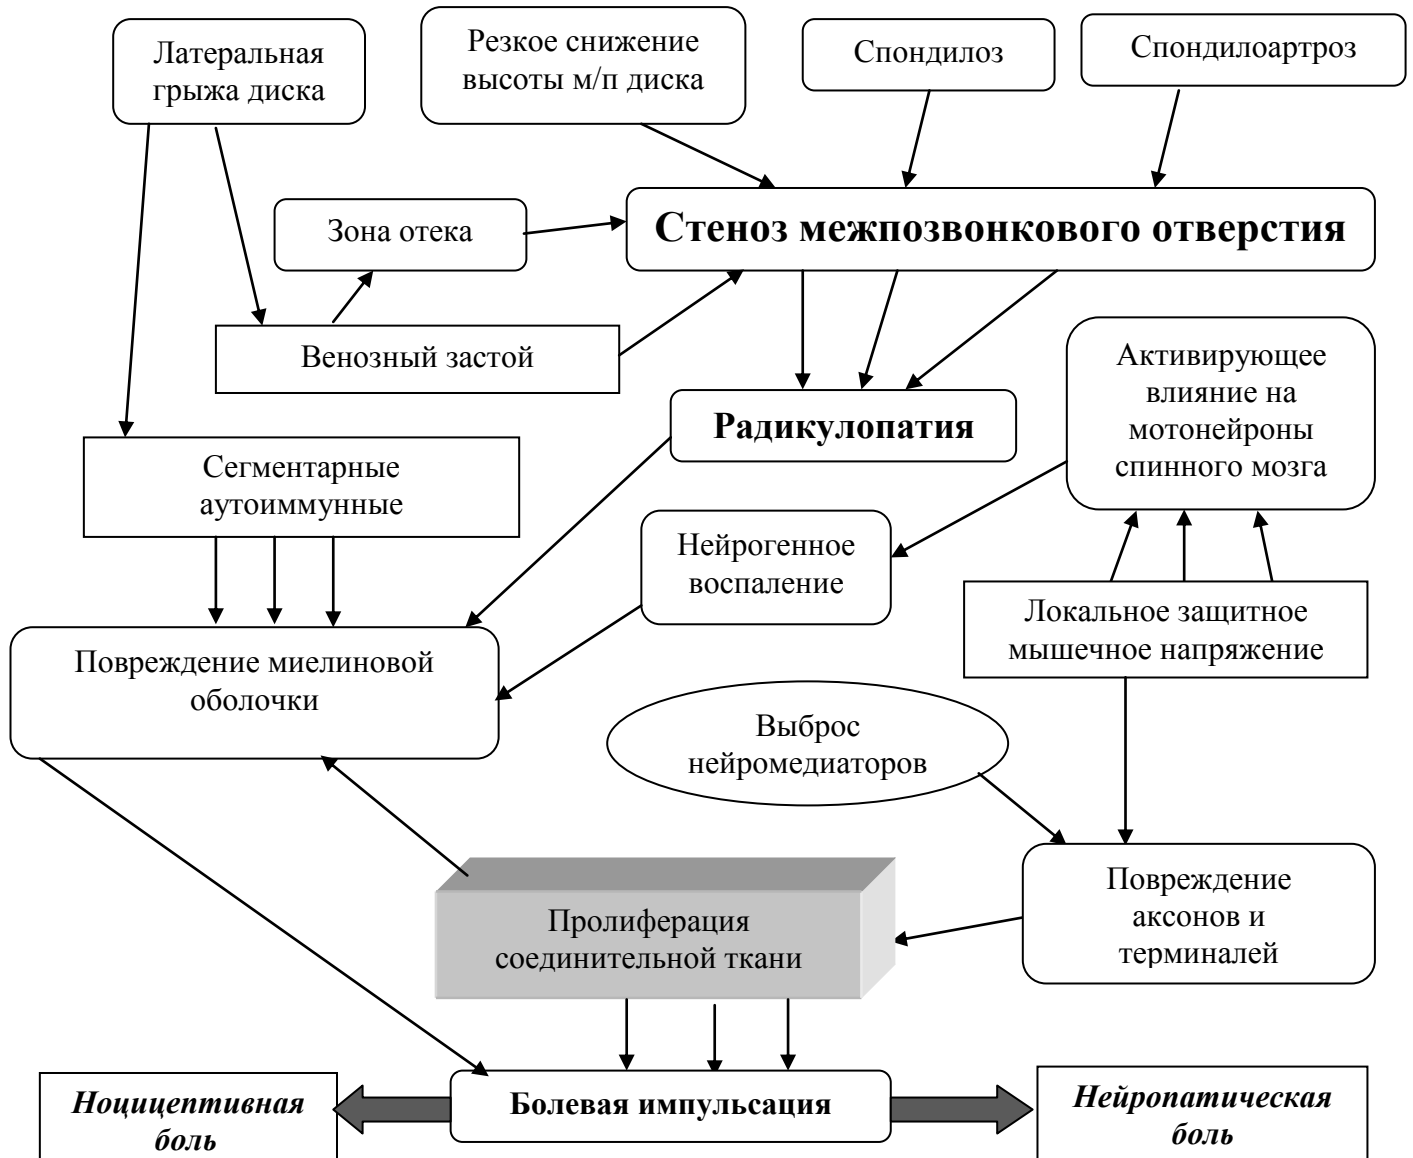 Латеральная
грыжа диска
Резкое снижение
высоты м/п диска
Спондилоз
Спондилоартроз
Зона отека
Стеноз межпозвонкового отверстия
Венозный застой
Активирующее
влияние на
мотонейроны
спинного мозга
Радикулопатия
Сегментарные
аутоиммунные
Нейрогенное
воспаление
Локальное защитное
мышечное напряжение
Повреждение миелиновой
оболочки
Выброс
нейромедиаторов
Повреждение
аксонов и
терминалей
Пролиферация
соединительной ткани
Ноцицептивная
боль
Болевая импульсация
Нейропатическая
боль